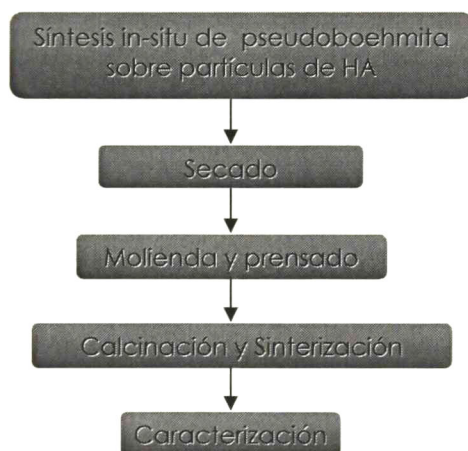 Síntesis in-situ de pseudoboehmita
sobre partículas de HA
Secado
Molienda y prensado
Calcinación y Sinterización
Caracterización